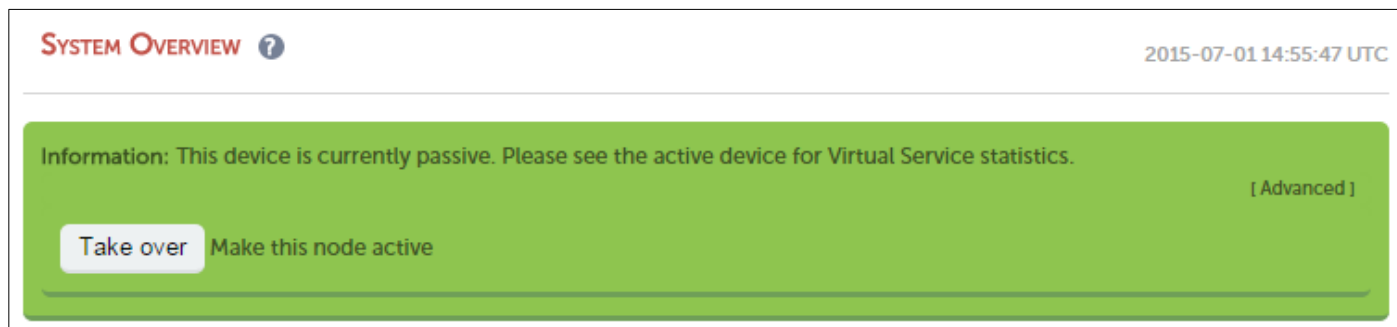 System Overview ?
2015-07-01 14:55:47 UTC
Information: This device is currently passive. Please see the active device for Virtual Service statistics.
[ Advanced ]
Take over Make this node active